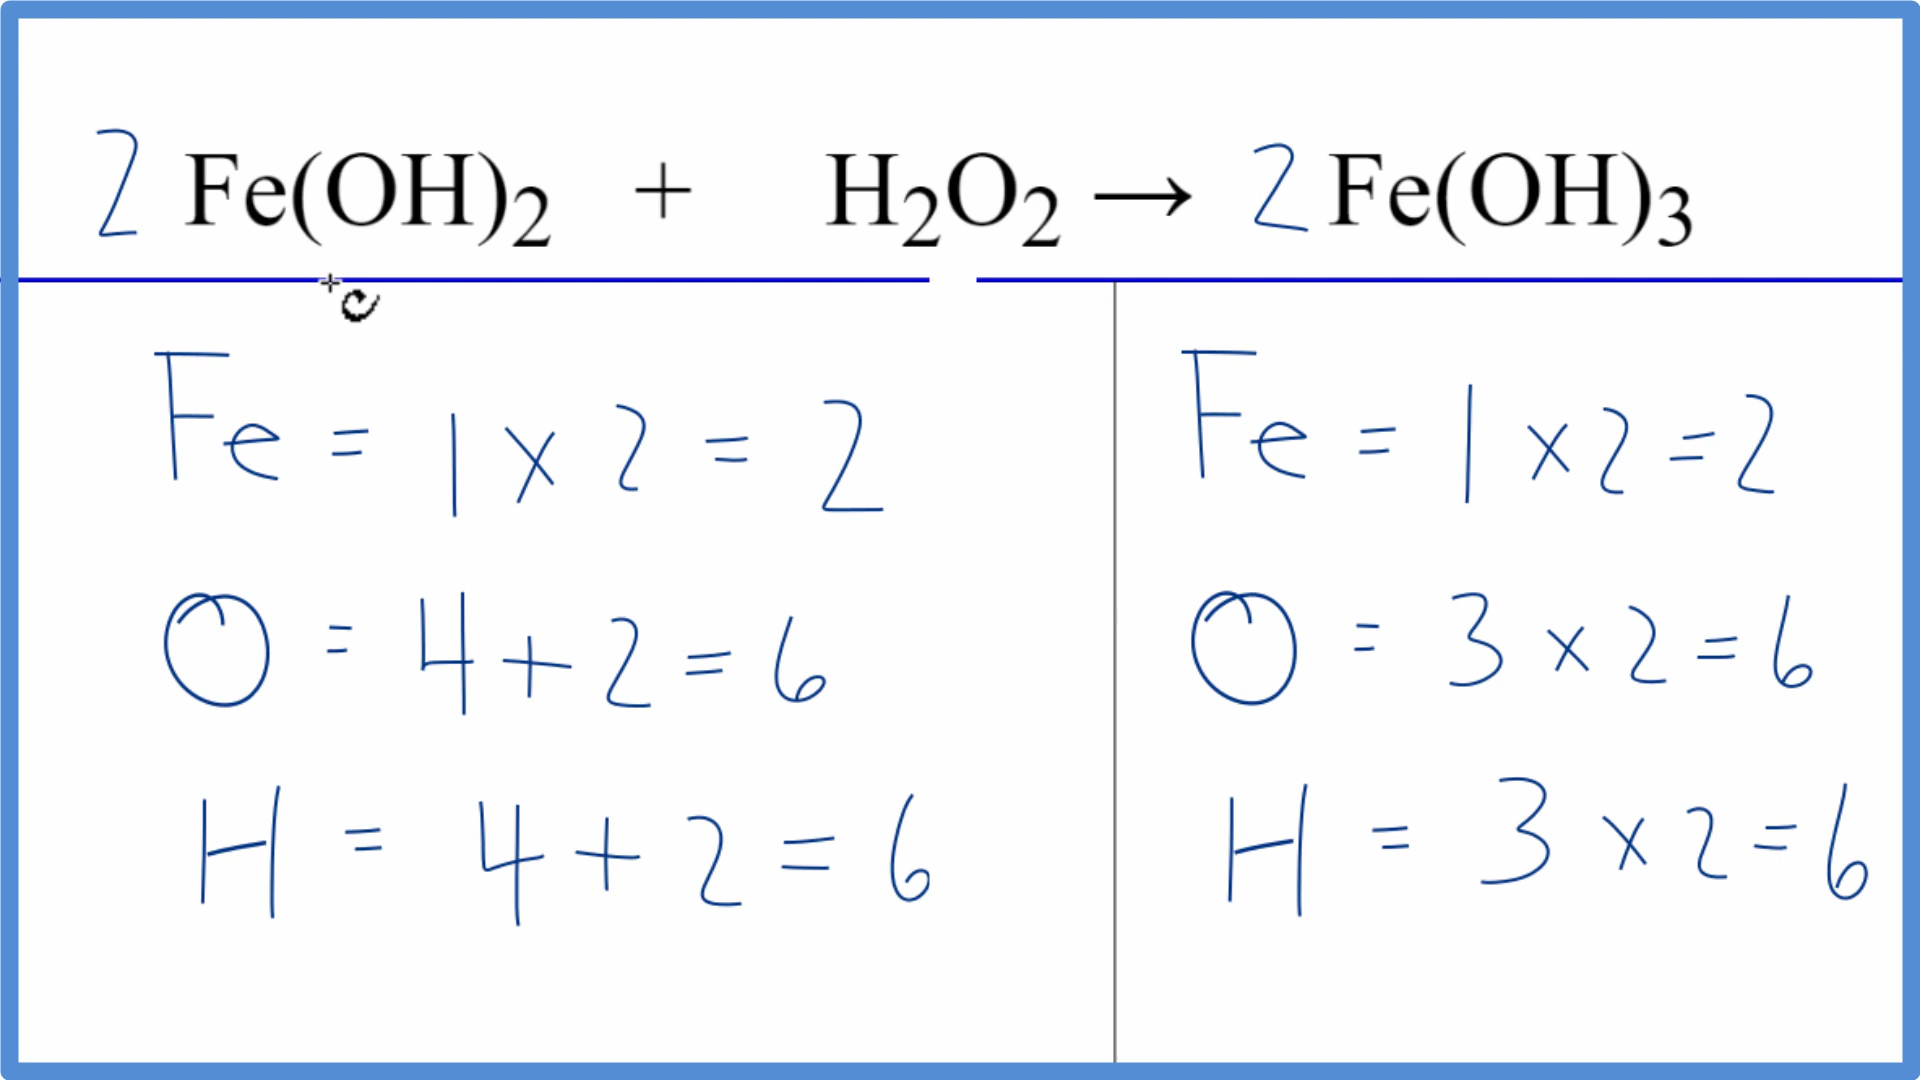 2 Fe(OH)₂ + H₂O₂ → 2 Fe(OH)₃
Fe = 1 x 2 = 2
O = 4 + 2 = 6
H = 4 + 2 = 6
Fe = 1 x 2 = 2
O = 3 x 2 = 6
H = 3 x 2 = 6